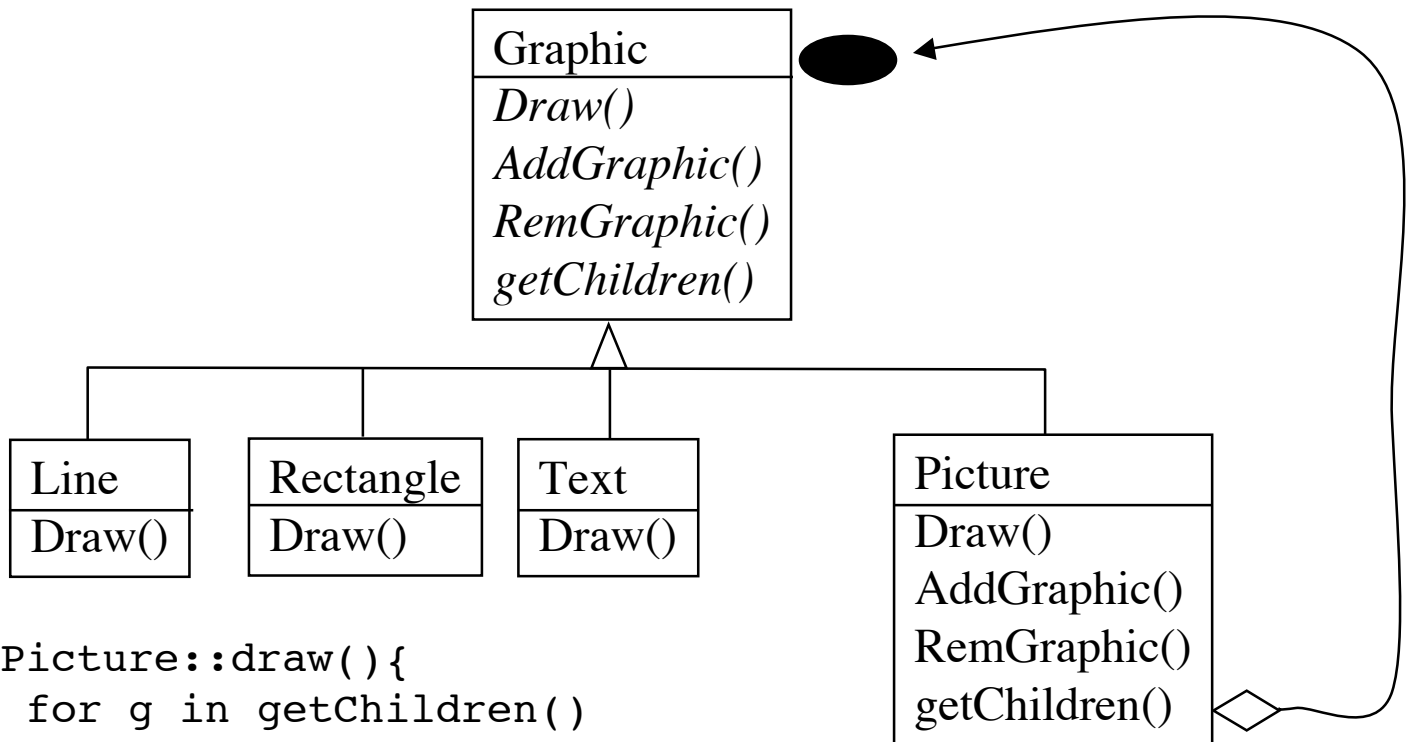 Graphic
Draw()
AddGraphic()
RemGraphic()
getChildren()
Line
Draw()
Rectangle
Draw()
Text
Draw()
Picture
Draw()
AddGraphic()
RemGraphic()
getChildren()
Picture::draw(){
for g in getChildren()